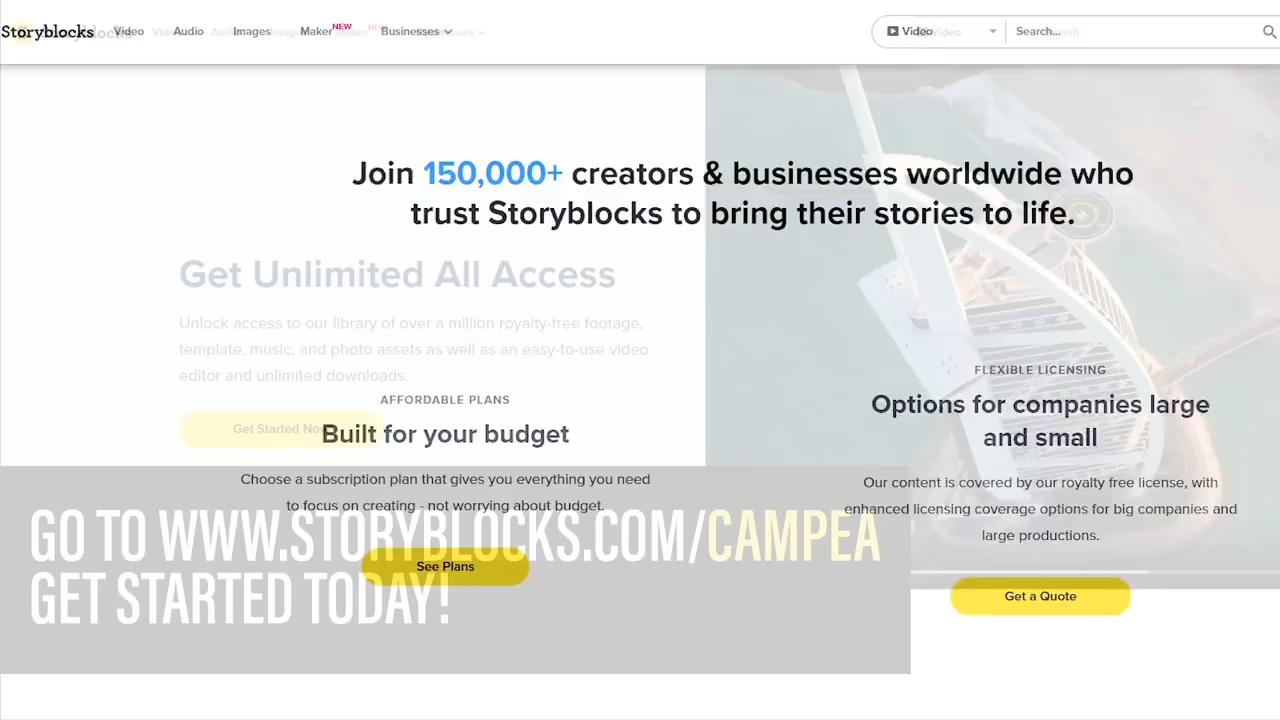 Storyblocks Video Audio Images Maker NEW Businesses Video Search...
Join 150,000+ creators & businesses worldwide who
trust Storyblocks to bring their stories to life.
Get Unlimited All Access
Unlock access to our library of over a million royalty-free footage,
template, music, and photo assets as well as an easy-to-use video
editor and unlimited downloads.
Get Started Now
AFFORDABLE PLANS
Built for your budget
Choose a subscription plan that gives you everything you need
to focus on creating - not worrying about budget.
See Plans
FLEXIBLE LICENSING
Options for companies large
and small
Our content is covered by our royalty free license, with
enhanced licensing coverage options for big companies and
large productions.
Get a Quote
GO TO WWW.STORYBLOCKS.COM/CAMPEA
GET STARTED TODAY!